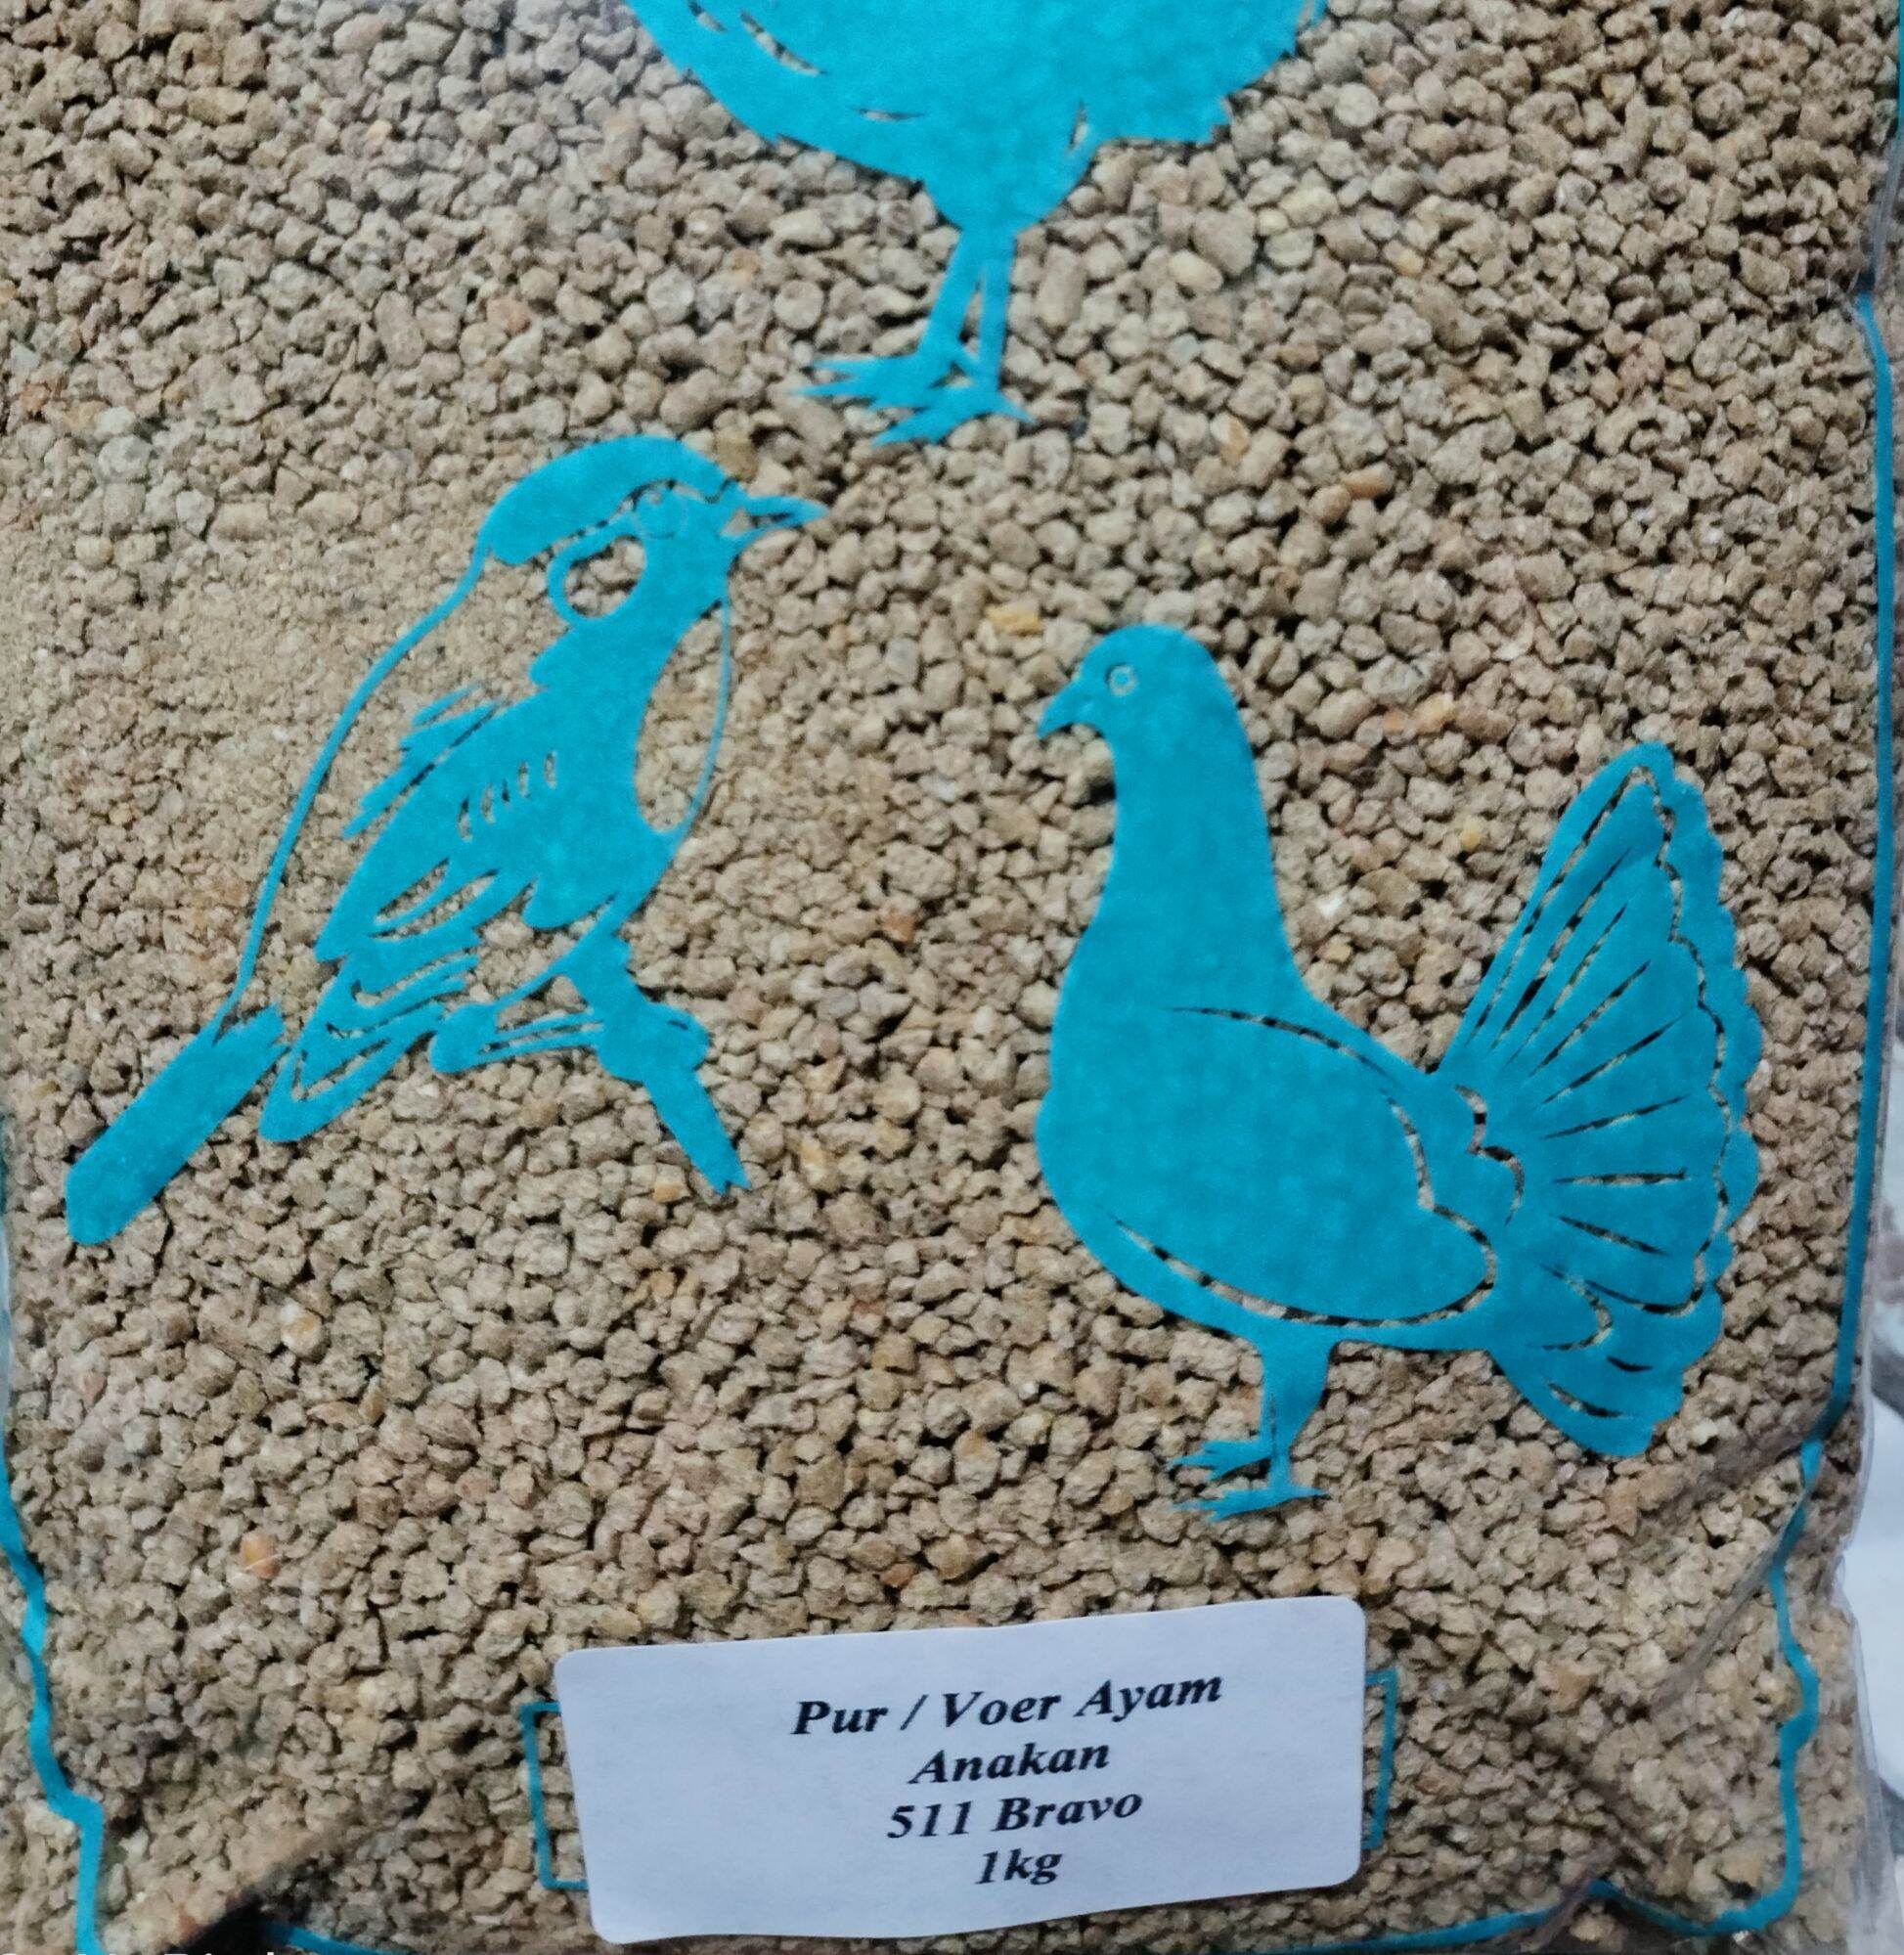 Pur / Voer Ayam
Anakan
511 Bravo
1kg